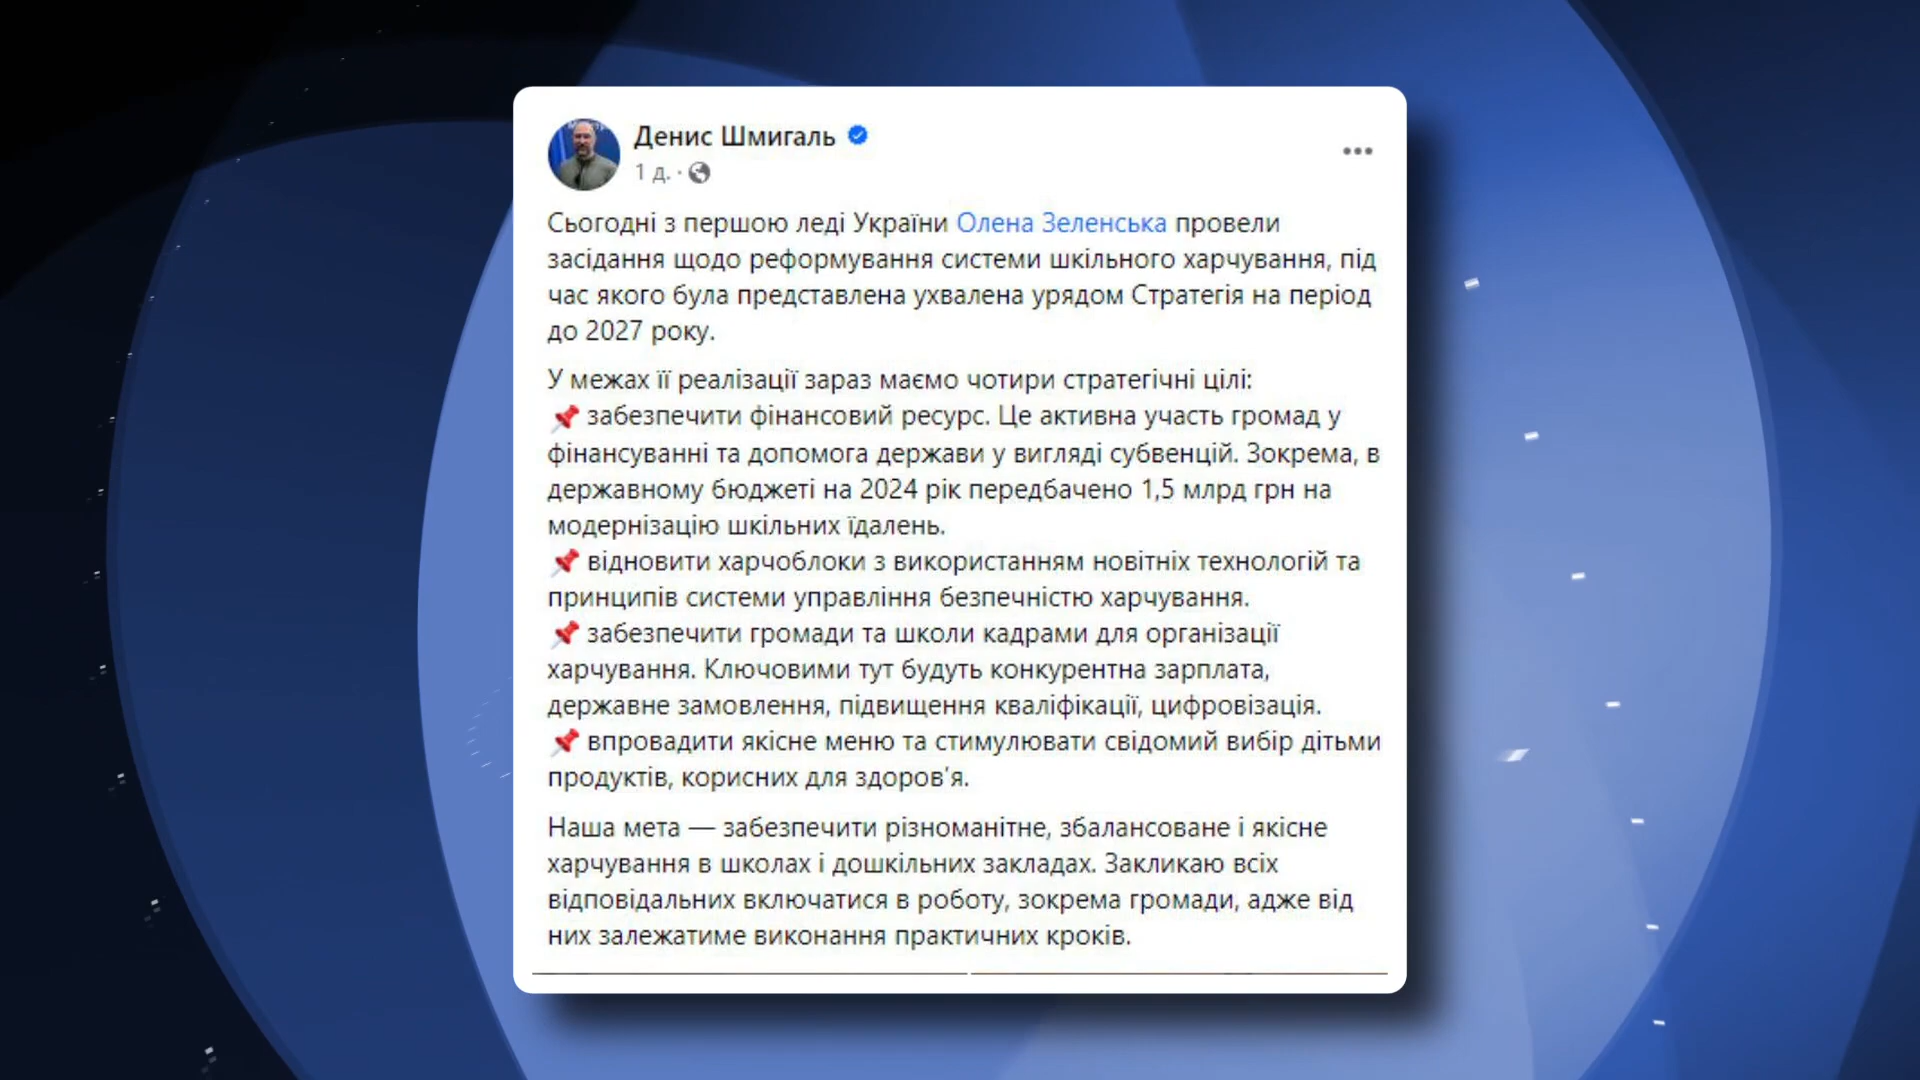 Денис Шмигаль
1 д. ·
Сьогодні з першою леді України Олена Зеленська провели
засідання щодо реформування системи шкільного харчування, під
час якого була представлена ухвалена урядом Стратегія на період
до 2027 року.
У межах її реалізації зараз маємо чотири стратегічні цілі:
📌 забезпечити фінансовий ресурс. Це активна участь громад у
фінансуванні та допомога держави у вигляді субвенцій. Зокрема, в
державному бюджеті на 2024 рік передбачено 1,5 млрд грн на
модернізацію шкільних їдалень.
📌 відновити харчоблоки з використанням новітніх технологій та
принципів системи управління безпечністю харчування.
📌 забезпечити громади та школи кадрами для організації
харчування. Ключовими тут будуть конкурентна зарплата,
державне замовлення, підвищення кваліфікації, цифровізація.
📌 впровадити якісне меню та стимулювати свідомий вибір дітьми
продуктів, корисних для здоров’я.
Наша мета — забезпечити різноманітне, збалансоване і якісне
харчування в школах і дошкільних закладах. Закликаю всіх
відповідальних включатися в роботу, зокрема громади, адже від
них залежатиме виконання практичних кроків.